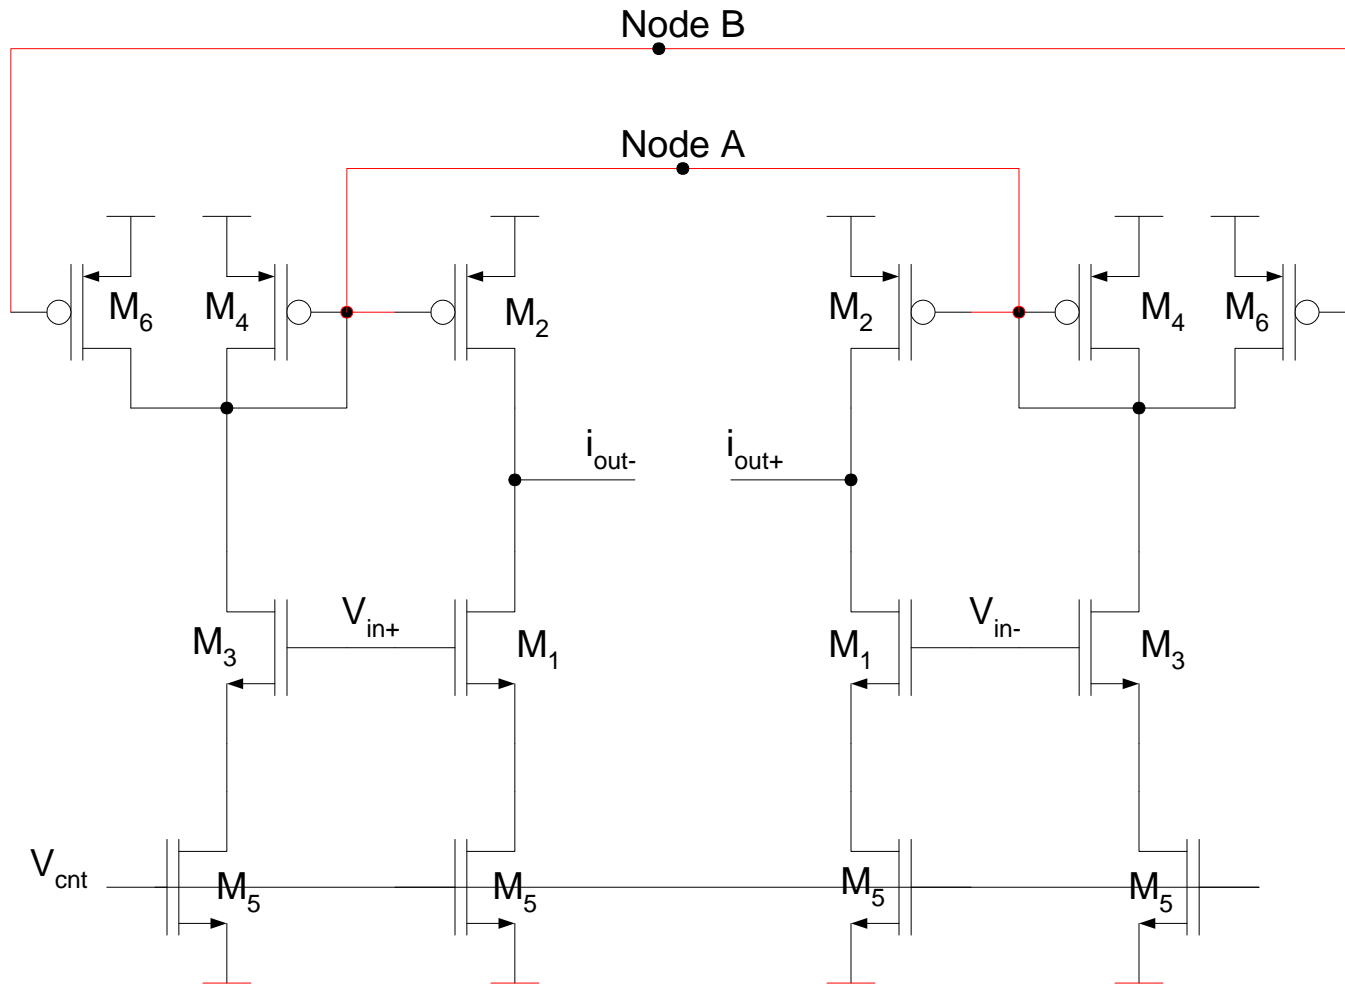 Node B
Node A
M6 M4 M2 M2 M4 M6
iout- iout+
Vin+ Vin-
M3 M1 M1 M3
Vcnt M5 M5 M5 M5